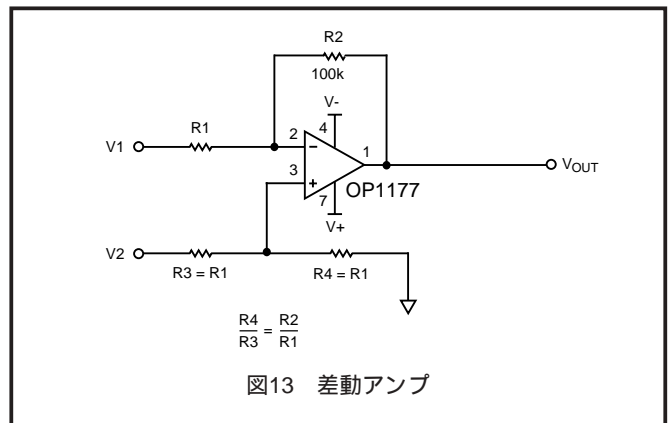 R2
100k
V-
V1
R1
2
4
1
3
VOUT
OP1177
7
V+
V2
R3 = R1
R4 = R1
R4/R3 = R2/R1
図13 差動アンプ